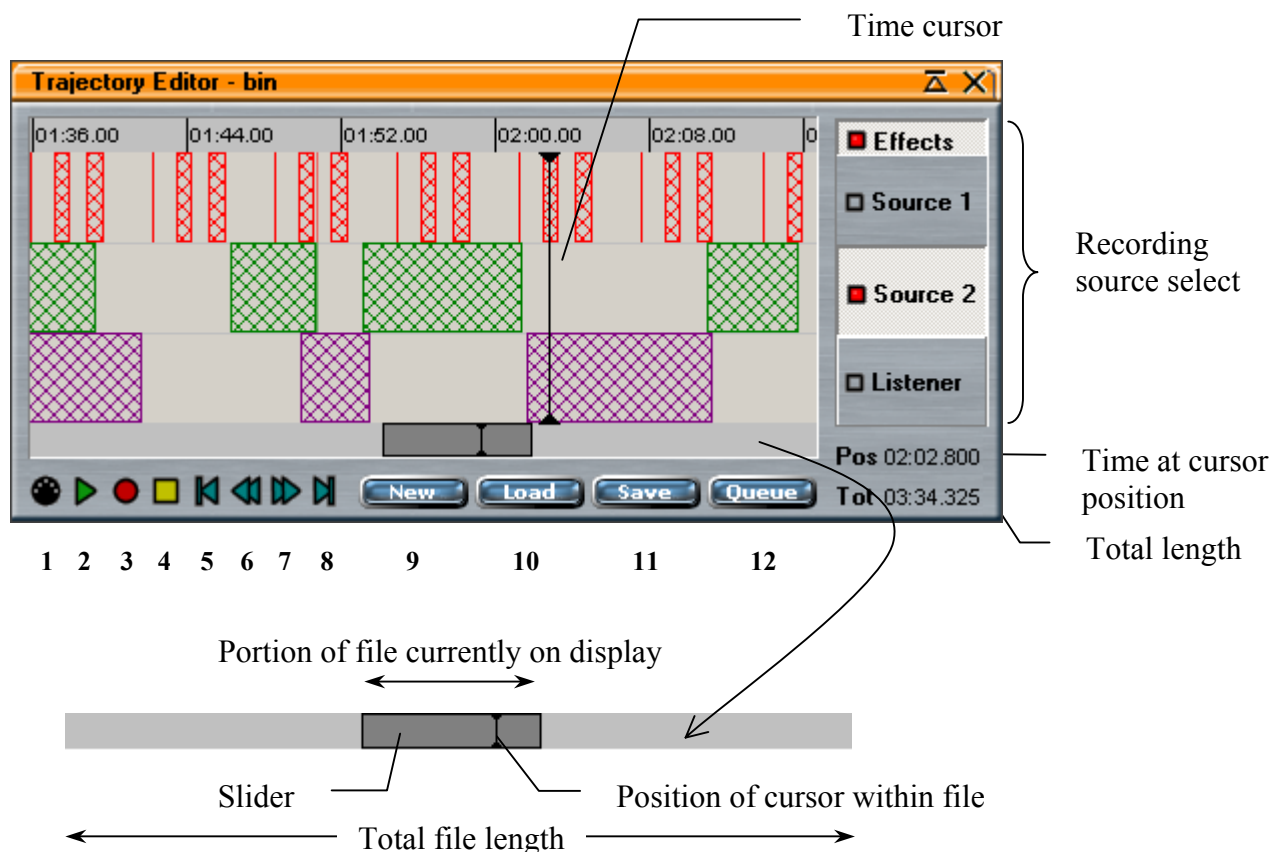 Time cursor
Trajectory Editor - bin
01:36.00 01:44.00 01:52.00 02:00.00 02:08.00 0
Effects
Source 1
Source 2
Listener
Recording
source select
Pos 02:02.800
Tot 03:34.325
Time at cursor
position
Total length
New Load Save Queue
1 2 3 4 5 6 7 8 9 10 11 12
Portion of file currently on display
Slider
Position of cursor within file
Total file length